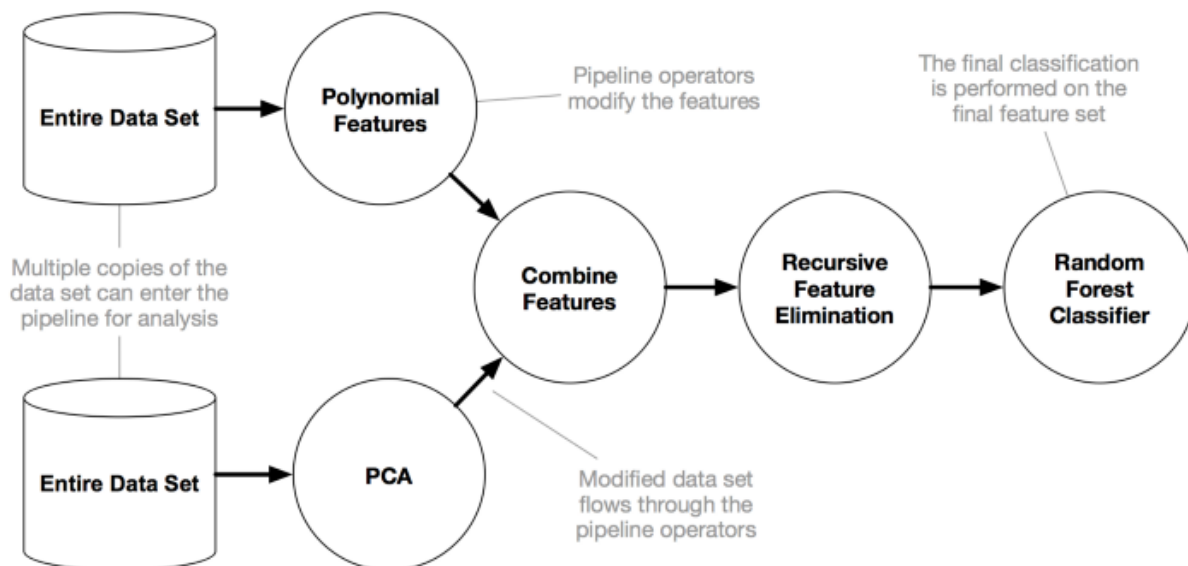 Entire Data Set
Polynomial
Features
Pipeline operators
modify the features
The final classification
is performed on the
final feature set
Multiple copies of the
data set can enter the
pipeline for analysis
Combine
Features
Recursive
Feature
Elimination
Random
Forest
Classifier
Entire Data Set
PCA
Modified data set
flows through the
pipeline operators